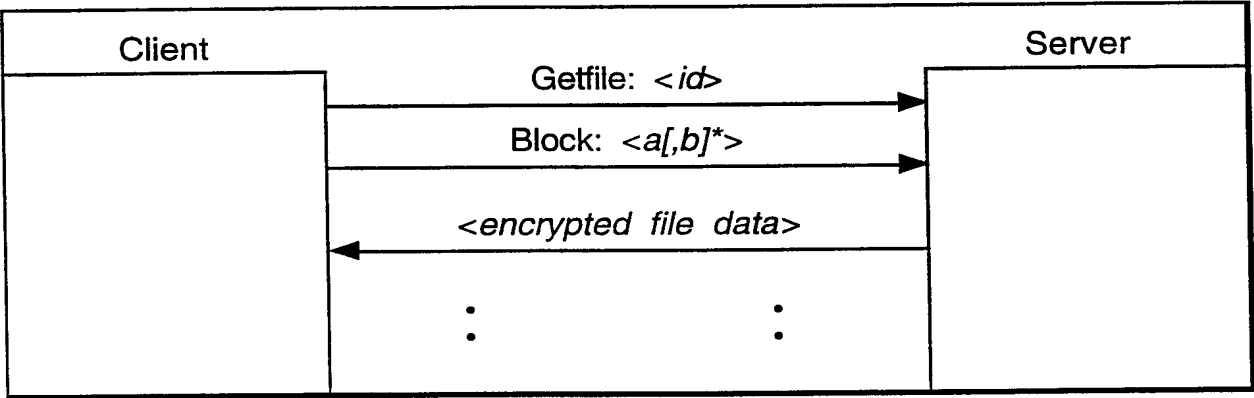 Client
Server
Getfile: <id>
Block: <a[,b]*>
<encrypted file data>